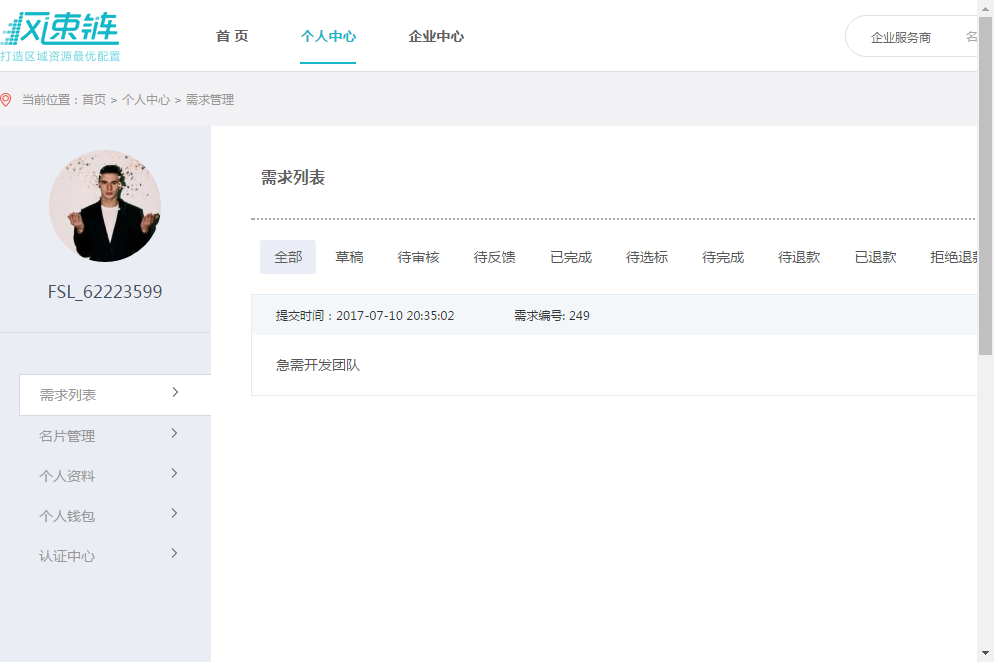 风速链
打造区域资源最优配置
首 页 个人中心 企业中心 企业服务商 名
当前位置：首页 > 个人中心 > 需求管理
FSL_62223599
需求列表
名片管理
个人资料
个人钱包
认证中心
需求列表
全部 草稿 待审核 待反馈 已完成 待选标 待完成 待退款 已退款 拒绝退款
提交时间：2017-07-10 20:35:02 需求编号: 249
急需开发团队